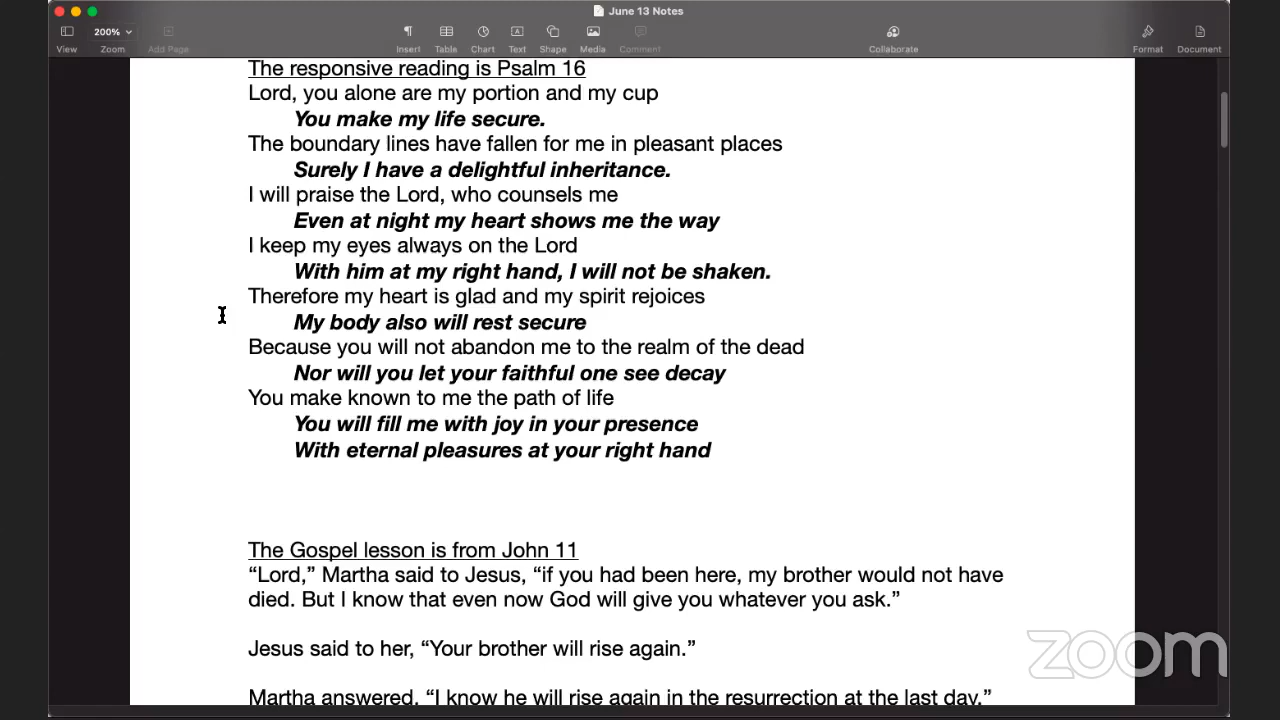 June 13 Notes
200%
View
Zoom
Add Page
Insert
Table
Chart
Text
Shape
Media
Comment
Collaborate
Format
Document
The responsive reading is Psalm 16
Lord, you alone are my portion and my cup
You make my life secure.
The boundary lines have fallen for me in pleasant places
Surely I have a delightful inheritance.
I will praise the Lord, who counsels me
Even at night my heart shows me the way
I keep my eyes always on the Lord
With him at my right hand, I will not be shaken.
Therefore my heart is glad and my spirit rejoices
My body also will rest secure
Because you will not abandon me to the realm of the dead
Nor will you let your faithful one see decay
You make known to me the path of life
You will fill me with joy in your presence
With eternal pleasures at your right hand
The Gospel lesson is from John 11
“Lord,” Martha said to Jesus, “if you had been here, my brother would not have
died. But I know that even now God will give you whatever you ask.”
Jesus said to her, “Your brother will rise again.”
Martha answered, “I know he will rise again in the resurrection at the last day.”
zoom